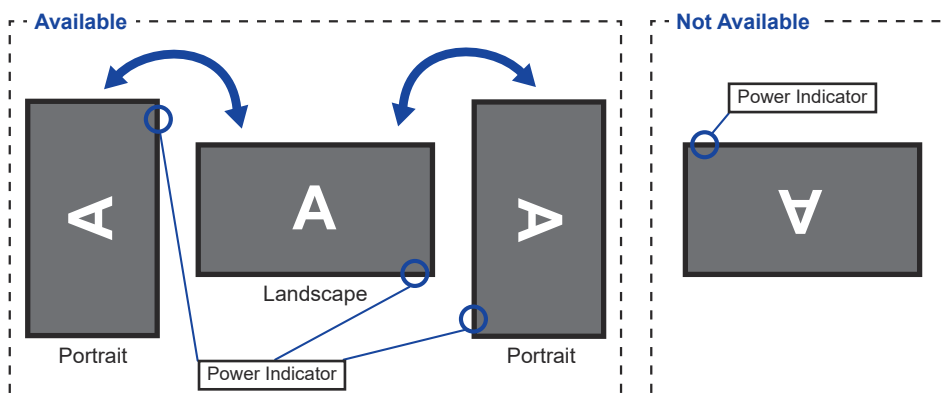 Available
Not Available
Power Indicator
A
A
A
A
Landscape
Portrait
Portrait
Power Indicator